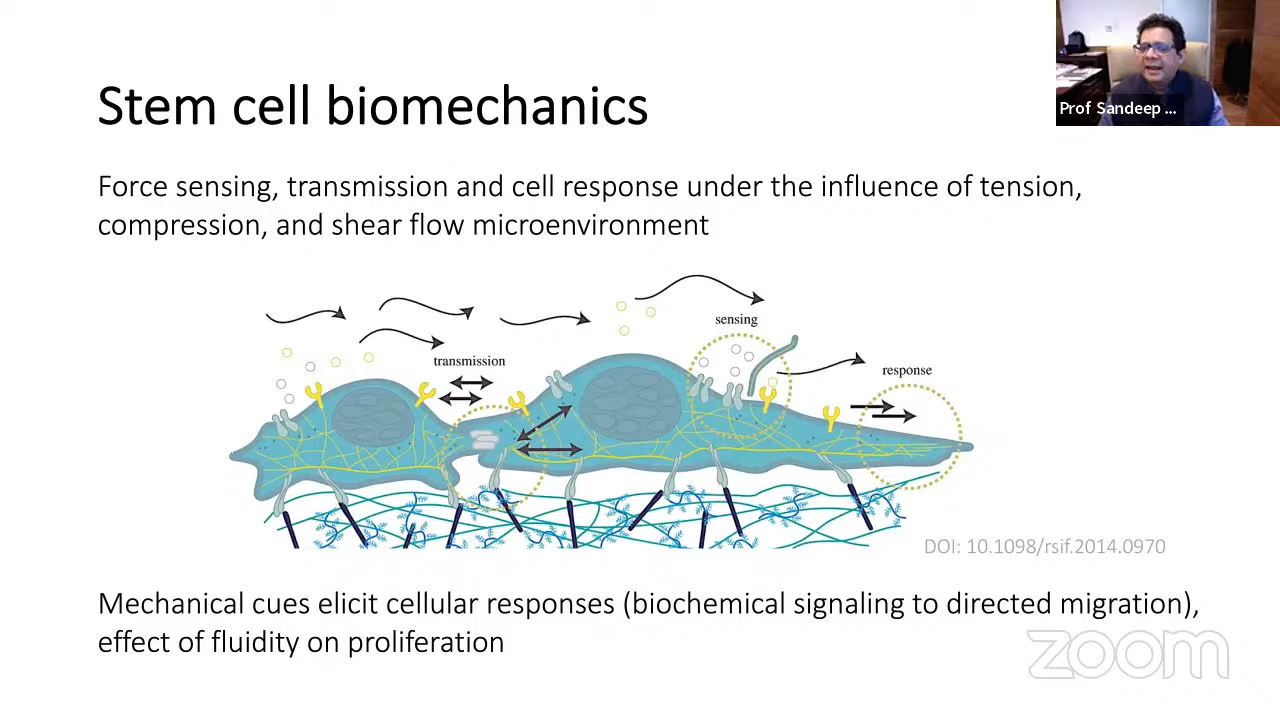 Prof Sandeep ...
Stem cell biomechanics
Force sensing, transmission and cell response under the influence of tension,
compression, and shear flow microenvironment
sensing
transmission
response
DOI: 10.1098/rsif.2014.0970
Mechanical cues elicit cellular responses (biochemical signaling to directed migration),
effect of fluidity on proliferation
zoom